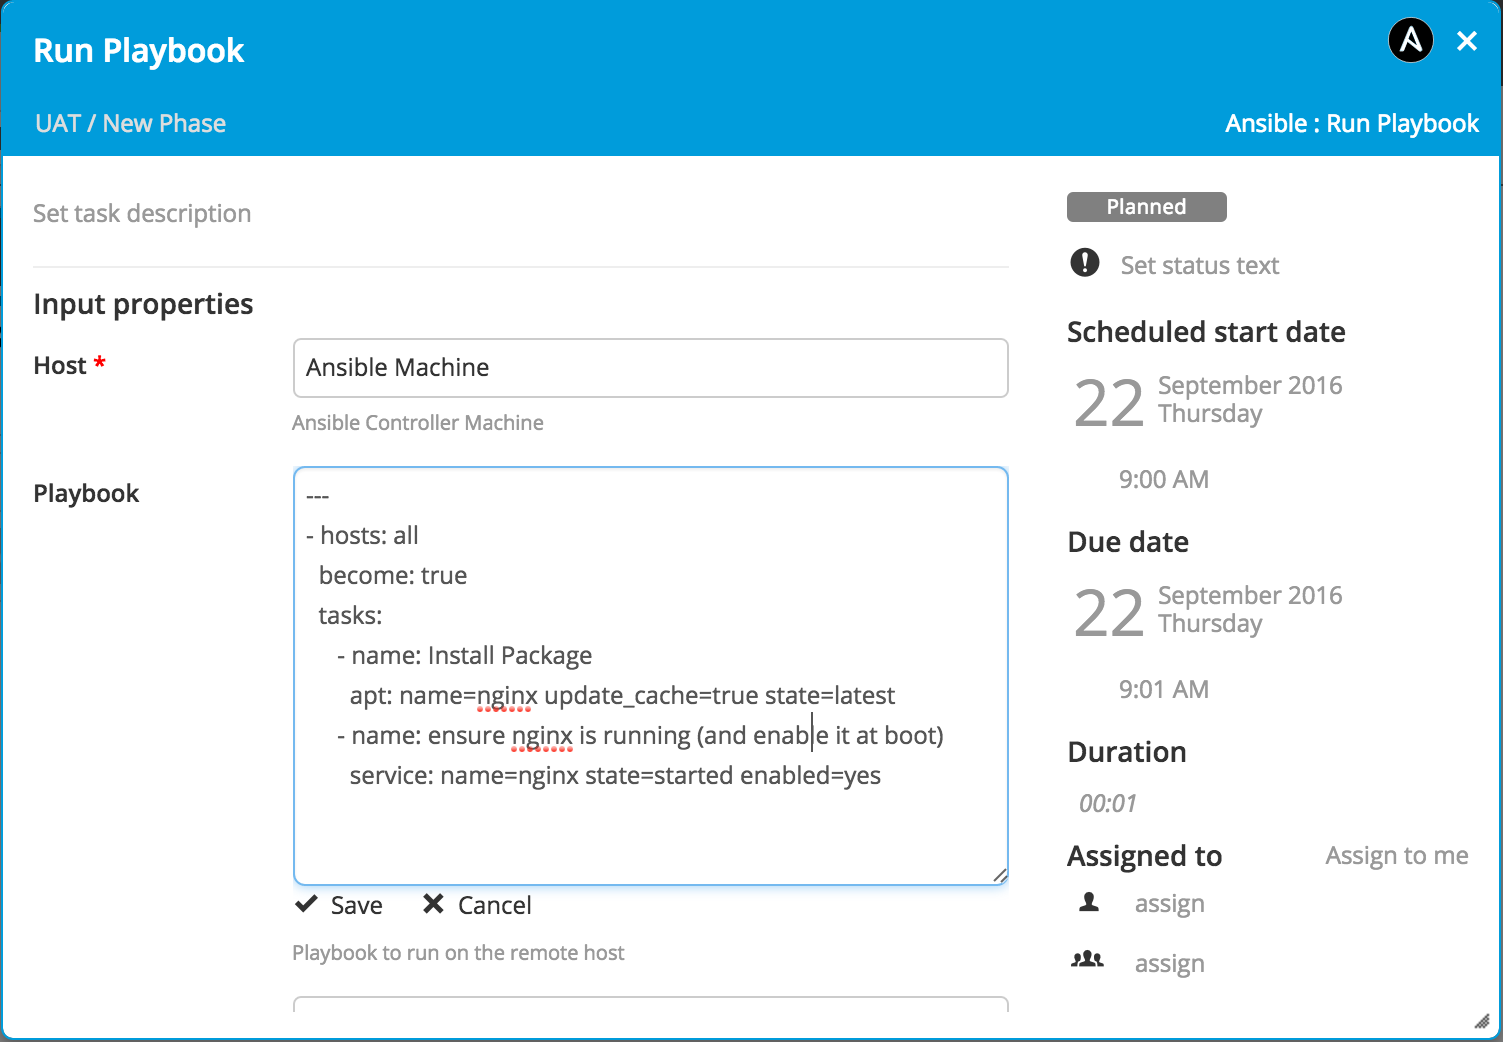 Run Playbook
UAT / New Phase
Ansible : Run Playbook
Set task description
Input properties
Host *
Ansible Machine
Ansible Controller Machine
Playbook
---
- hosts: all
  become: true
  tasks:
    - name: Install Package
      apt: name=nginx update_cache=true state=latest
    - name: ensure nginx is running (and enable it at boot)
      service: name=nginx state=started enabled=yes
Save
Cancel
Playbook to run on the remote host
Planned
Set status text
Scheduled start date
22
September 2016
Thursday
9:00 AM
Due date
22
September 2016
Thursday
9:01 AM
Duration
00:01
Assigned to
Assign to me
assign
assign